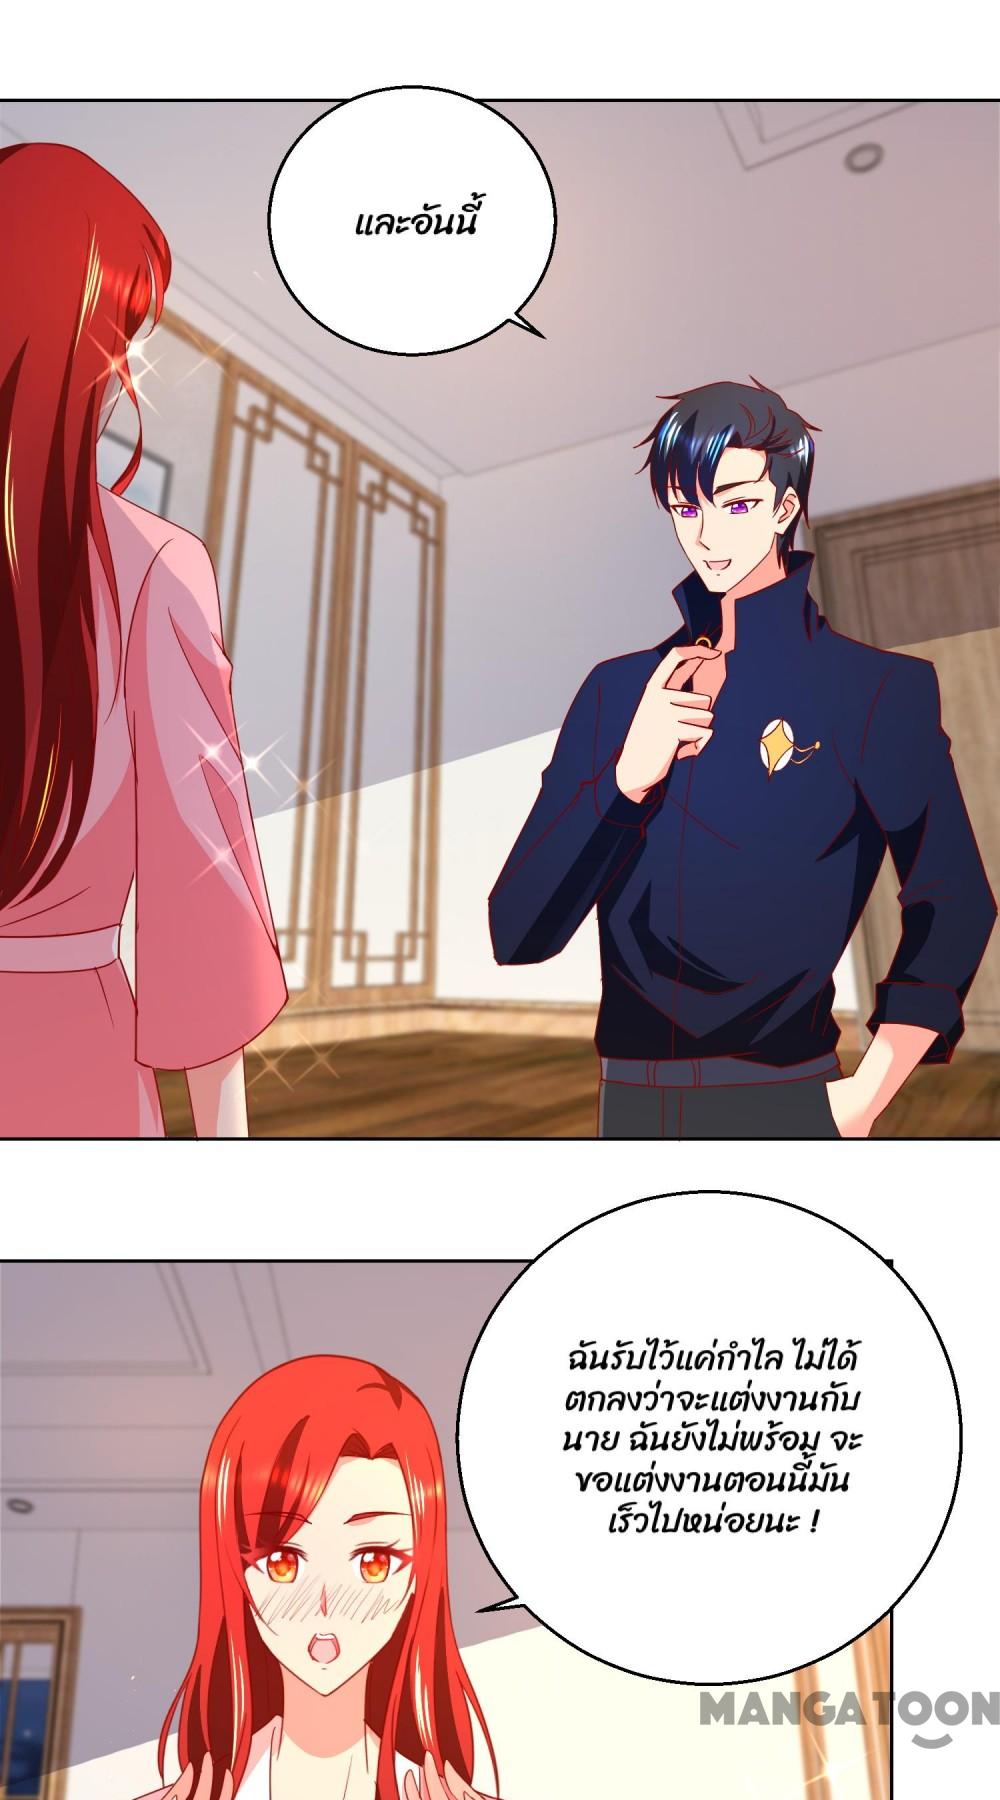 และอันนี้
ฉันรับไว้แค่กำไล ไม่ได้
ตกลงว่าจะแต่งงานกับ
นาย ฉันยังไม่พร้อม จะ
ขอแต่งงานตอนนี้มัน
เร็วไปหน่อยนะ !
MANGATOON